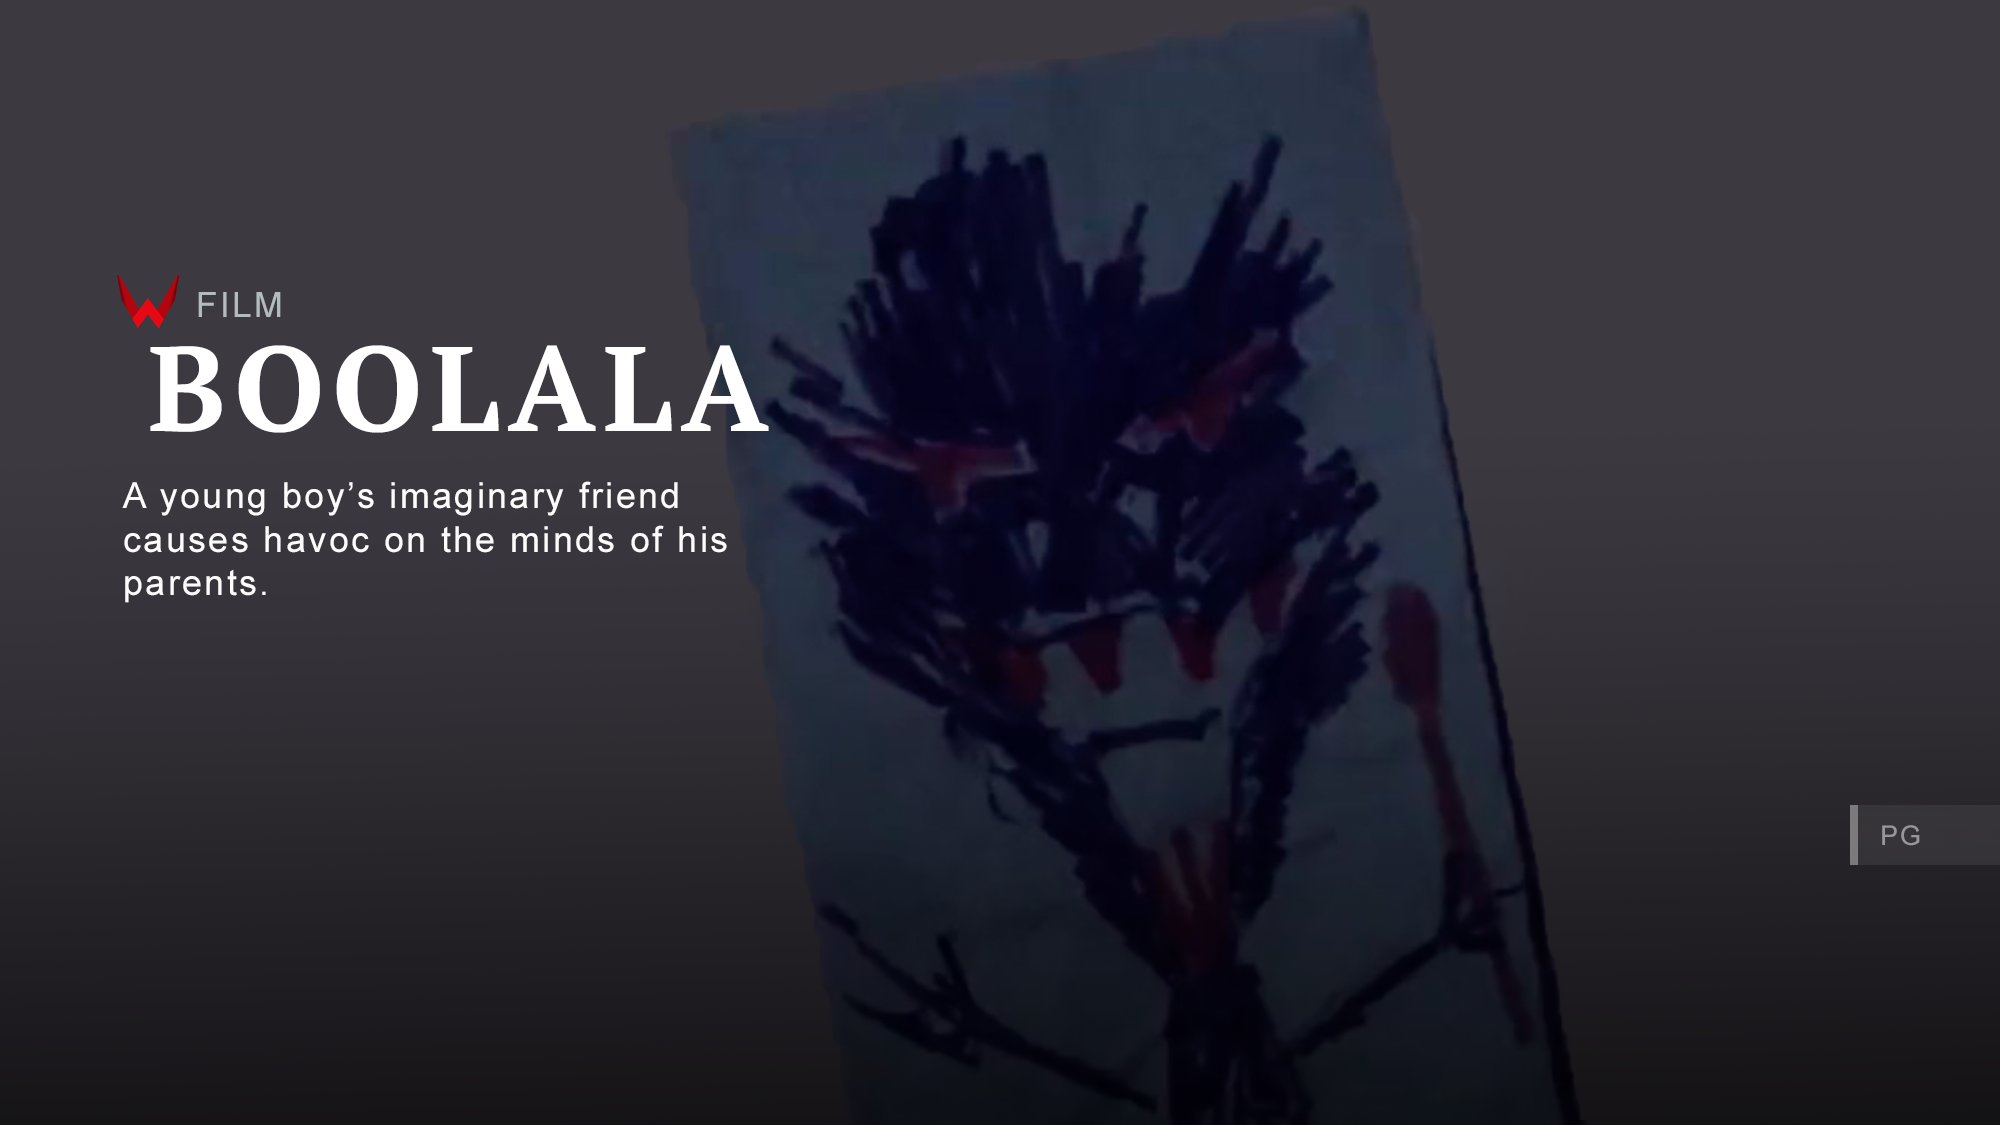 W FILM
BOOLALA
A young boy’s imaginary friend
causes havoc on the minds of his
parents.
PG